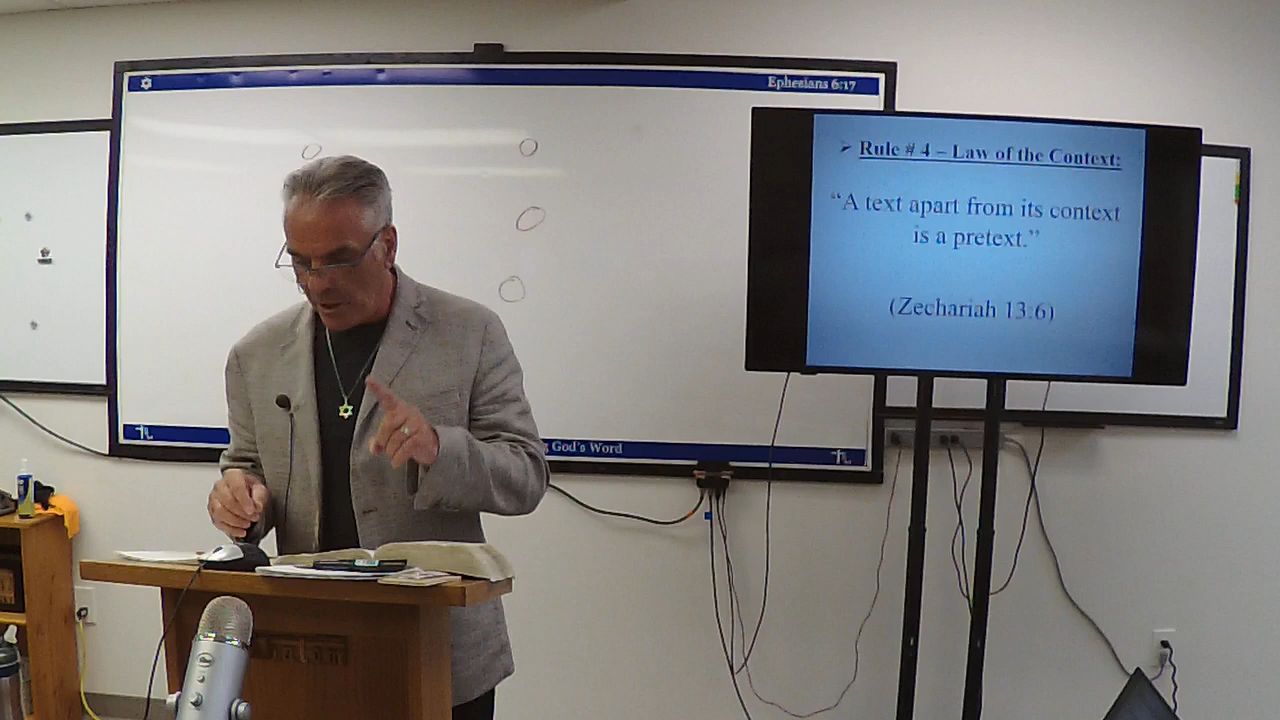 Ephesians 6:17
➢ Rule # 4 – Law of the Context:
“A text apart from its context
is a pretext.”
(Zechariah 13:6)
God's Word